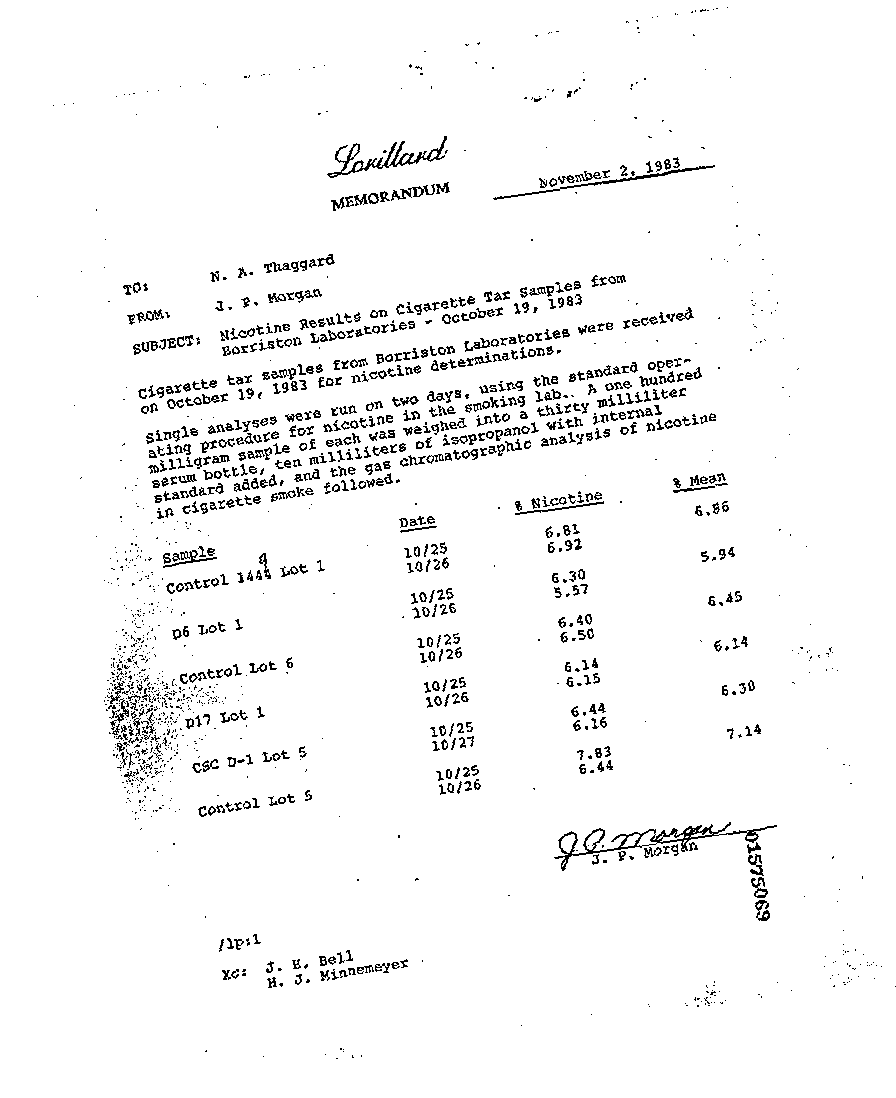 Lorillard
MEMORANDUM
November 2, 1983
TO: N. A. Thaggard
FROM: J. P. Morgan
SUBJECT: Nicotine Results on Cigarette Tar Samples from
Borriston Laboratories - October 19, 1983
Cigarette tar samples from Borriston Laboratories were received
on October 19, 1983 for nicotine determinations.
Single analyses were run on two days, using the standard oper-
ating procedure for nicotine in the smoking lab.. A one hundred
milligram sample of each was weighed into a thirty milliliter
serum bottle, ten milliliters of isopropanol with internal
standard added, and the gas chromatographic analysis of nicotine
in cigarette smoke followed.
Sample Date % Nicotine % Mean
Control Lot 1 10/25 6.81 6.86
10/26 6.92
D6 Lot 1 10/25 6.30 5.94
10/26 5.57
Control Lot 6 10/25 6.40 6.45
10/26 6.50
D17 Lot 1 10/25 6.14 6.14
10/26 6.15
CSC D-1 Lot 5 10/25 6.44 6.30
10/27 6.16
Control Lot 5 10/25 7.83 7.14
10/26 6.44
J. P. Morgan
J. P. Morgan
01575069
/lp:1
Xc: J. H. Bell
H. J. Minnemeyer